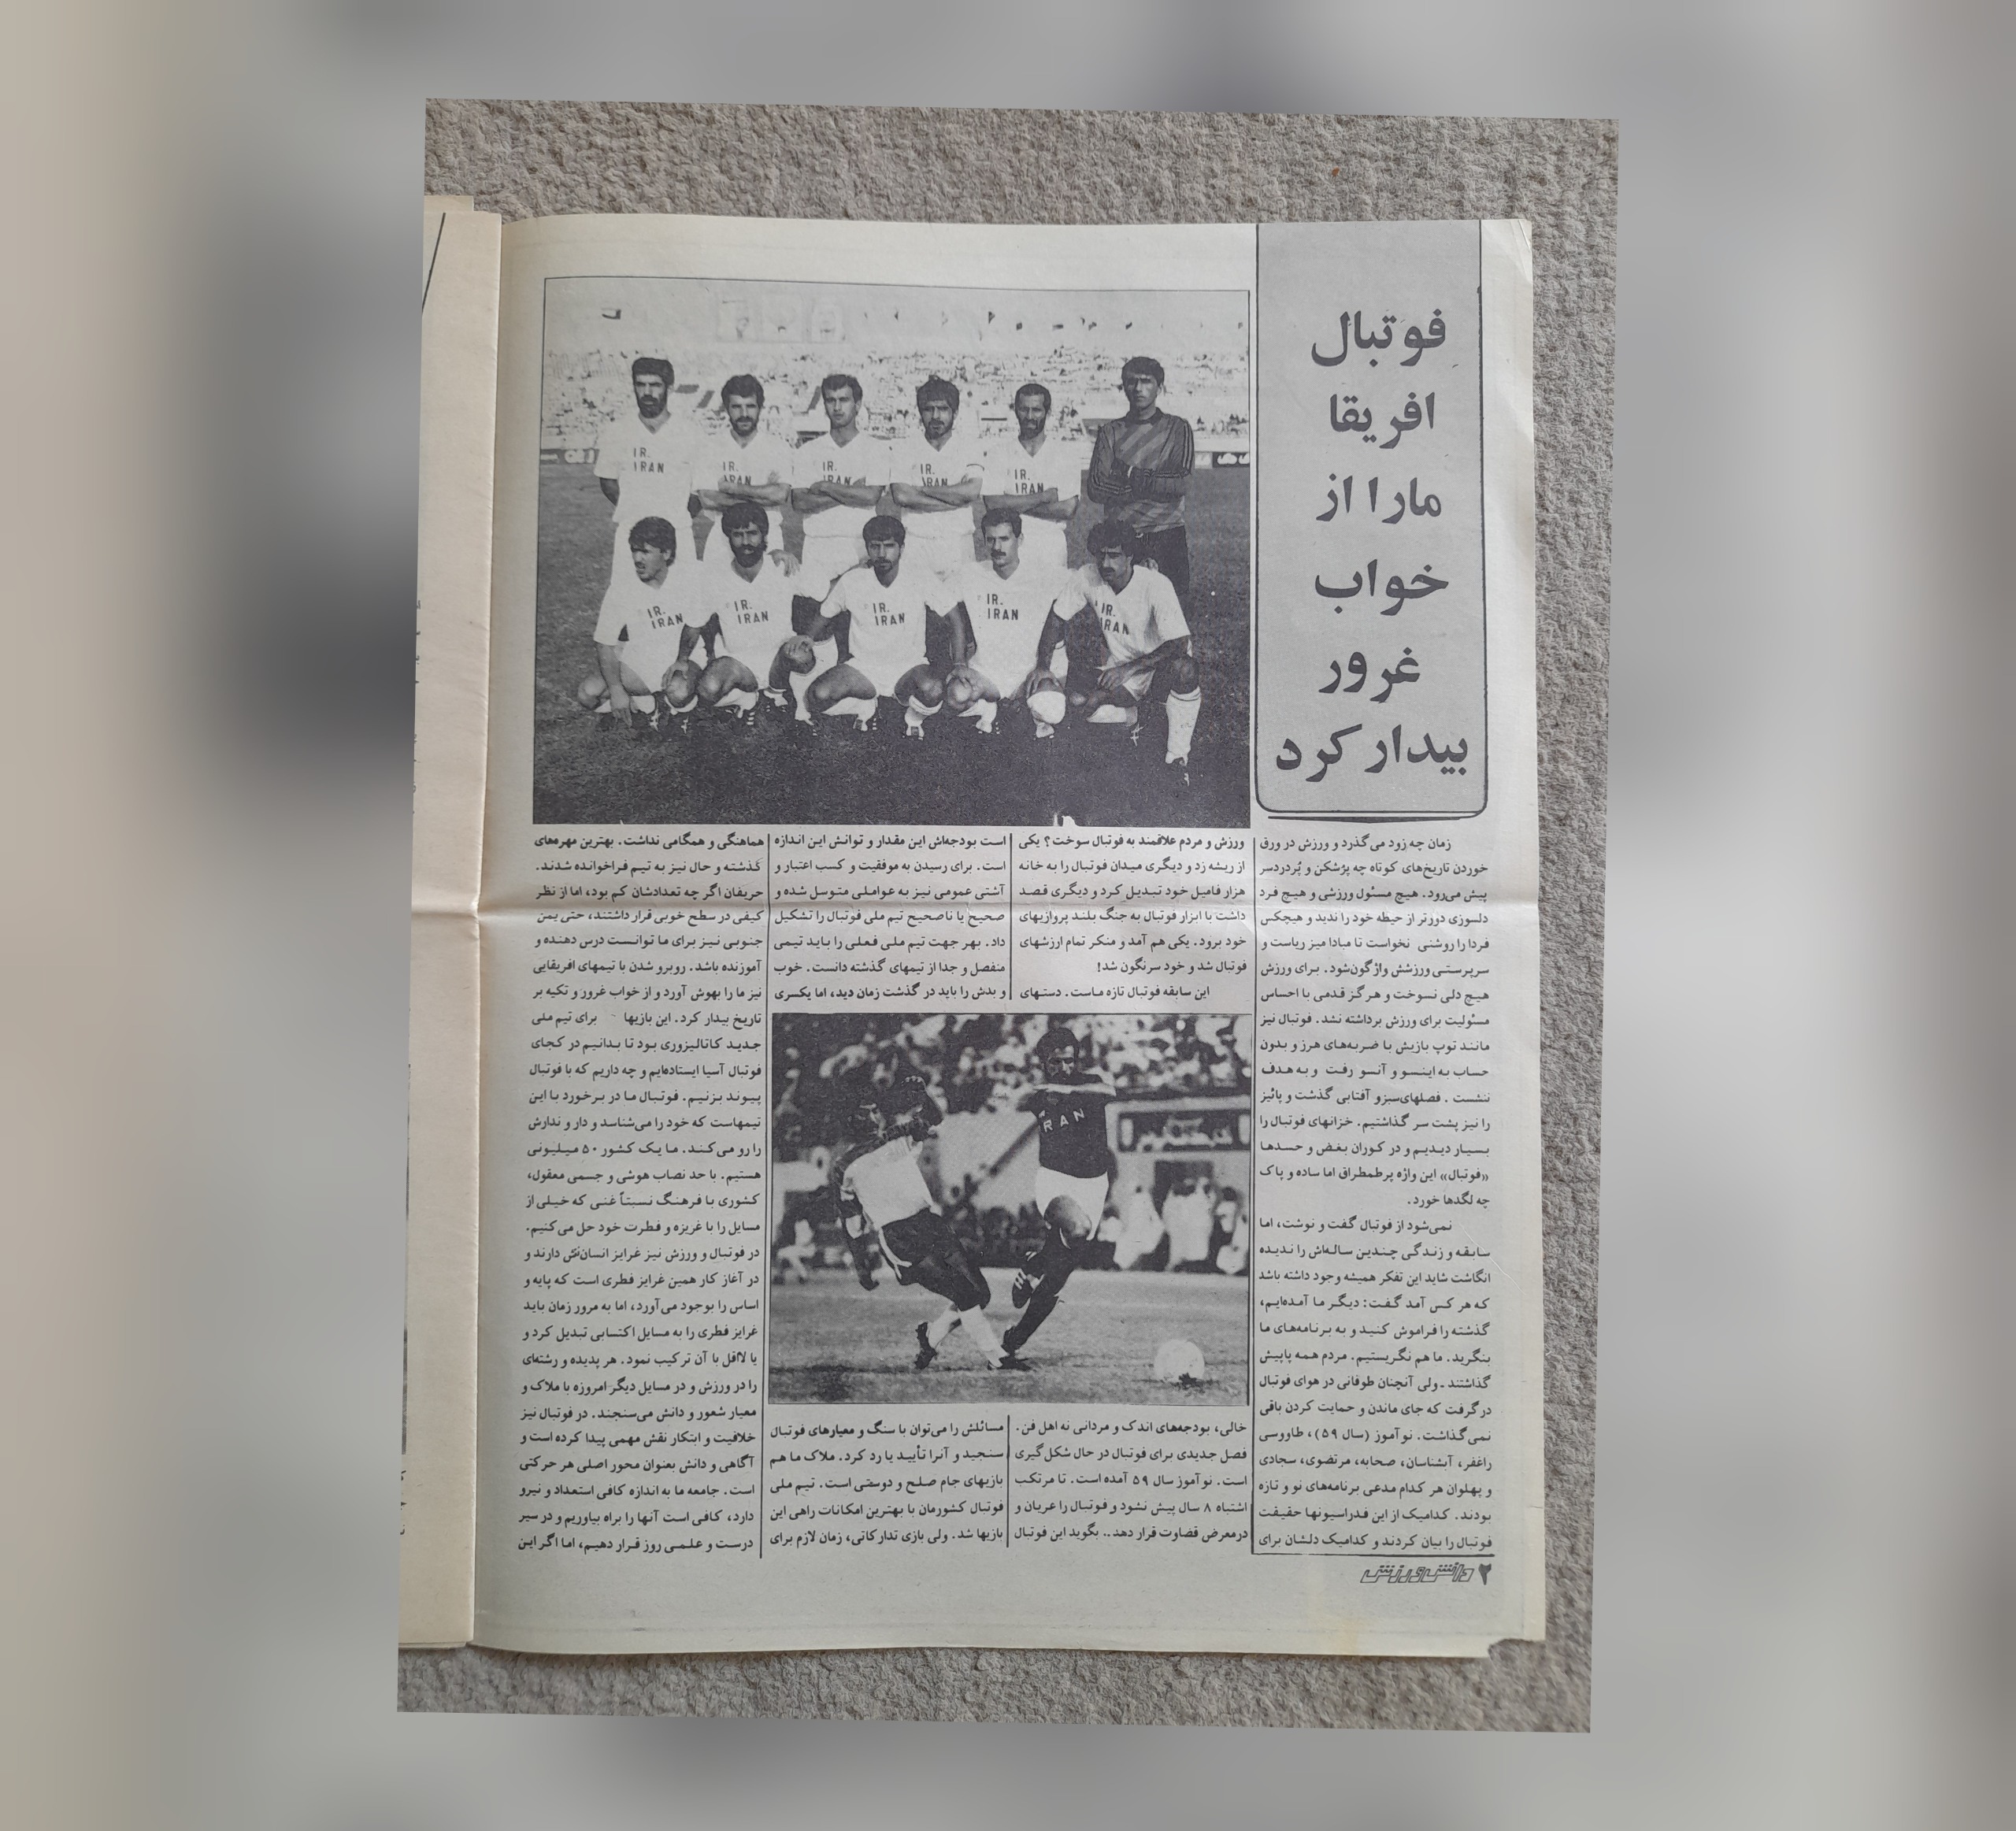 فوتبال
افریقا
ما را از
خواب
غرور
بیدار کرد
IR.
IRAN
IR.
IRAN
IR.
IRAN
IR.
IRAN
IR.
IRAN
IR.
IRAN
IR.
IRAN
IR.
IRAN
IR.
IRAN
IR.
IRAN
زمان چه زود می‌گذرد و ورزش در ورق
خوردن تاریخ‌های کوتاه چه پژشکن و پُردردسر
پیش می‌رود. هیچ مسئول ورزشی و هیچ فرد
دلسوزی دورتر از حیطه خود را ندید و هیچکس
فردا را روشنی نخواست تا مبادا میز ریاست و
سرپرستی ورزشش واژگون‌شود. برای ورزش
هیچ دلی نسوخت و هرگز قدمی با احساس
مسئولیت برای ورزش برداشته نشد. فوتبال نیز
مانند توپ بازیش با ضربه‌های هرز و بدون
حساب به اینسو و آنسو رفت و به هدف
ننشست. فصلهای‌سبز و آفتابی گذشت و پائیز
را نیز پشت سر گذاشتیم. خزانهای فوتبال را
بسیار دیدیم و در کوران بغض و حسدها
«فوتبال» این واژه پرطمطراق اما ساده و پاک
چه لگدها خورد.
نمی‌شود از فوتبال گفت و نوشت، اما
سابقه و زندگی چندین ساله‌اش را ندیده
انگاشت شاید این تفکر همیشه وجود داشته باشد
که هر کس آمد گفت: دیگر ما آمده‌ایم،
گذشته را فراموش کنید و به برنامه‌های ما
بنگرید. ما هم نگریستیم. مردم همه پاپیش
گذاشتند ـ ولی آنچنان طوفانی در هوای فوتبال
درگرفت که جای ماندن و حمایت کردن باقی
نمی‌گذاشت. نوآموز (سال ۵۹)، طاووسی
راغفر، آبشناسان، صحابه، مرتضوی، سجادی
و پهلوان هر کدام مدعی برنامه‌های نو و تازه
بودند. کدامیک از این فدراسیونها حقیقت
فوتبال را بیان کردند و کدامیک دلشان برای
ورزش و مردم علاقمند به فوتبال سوخت؟ یکی
از ریشه زد و دیگری میدان فوتبال را به خانه
هزار فامیل خود تبدیل کرد و دیگری قصد
داشت با ابزار فوتبال به جنگ بلند پروازیهای
خود برود. یکی هم آمد و منکر تمام ارزشهای
فوتبال شد و خود سرنگون شد!
این سابقه فوتبال تازه ماست. دستهای
RAN
خالی، بودجه‌های اندک و مردانی نه اهل فن.
فصل جدیدی برای فوتبال در حال شکل‌گیری
است. نوآموز سال ۵۹ آمده است. تا مرتکب
اشتباه ۸ سال پیش نشود و فوتبال را عریان و
درمعرض قضاوت قرار دهد.. بگوید این فوتبال
است بودجه‌اش این مقدار و توانش این اندازه
است. برای رسیدن به موفقیت و کسب اعتبار و
آشتی عمومی نیز به عواملی متوسل شده و
صحیح یا ناصحیح تیم ملی فوتبال را تشکیل
داد. بهر جهت تیم ملی فعلی را باید تیمی
منفصل و جدا از تیمهای گذشته دانست. خوب
و بدش را باید در گذشت زمان دید، اما یکسری
مسائلش را می‌توان با سنگ و معیارهای فوتبال
سنجید و آنرا تأیید یا رد کرد. ملاک ما هم
بازیهای جام صلح و دوستی است. تیم ملی
فوتبال کشورمان با بهترین امکانات راهی این
بازیها شد. ولی بازی تدارکاتی، زمان لازم برای
هماهنگی و همگامی نداشت. بهترین مهره‌های
گذشته و حال نیز به تیم فراخوانده شدند.
حریفان اگر چه تعدادشان کم بود، اما از نظر
کیفی در سطح خوبی قرار داشتند، حتی یمن
جنوبی نیز برای ما توانست درس دهنده و
آموزنده باشد. روبرو شدن با تیمهای افریقایی
نیز ما را بهوش آورد و از خواب غرور و تکیه بر
تاریخ بیدار کرد. این بازیها برای تیم ملی
جدید کاتالیزوری بود تا بدانیم در کجای
فوتبال آسیا ایستاده‌ایم و چه داریم که با فوتبال
پیوند بزنیم. فوتبال ما در برخورد با این
تیمهاست که خود را می‌شناسد و دار و ندارش
را رو می‌کند. ما یک کشور ۵۰ میلیونی
هستیم. با حد نصاب هوشی و جسمی معقول،
کشوری با فرهنگ نسبتاً غنی که خیلی از
مسایل را با غریزه و فطرت خود حل می‌کنیم.
در فوتبال و ورزش نیز غرایز انسان‌نقش دارند و
در آغاز کار همین غرایز فطری است که پایه و
اساس را بوجود می‌آورد، اما به مرور زمان باید
غرایز فطری را به مسایل اکتسابی تبدیل کرد و
یا لااقل با آن ترکیب نمود. هر پدیده و رشته‌ای
را در ورزش و در مسایل دیگر امروزه با ملاک و
معیار شعور و دانش می‌سنجند. در فوتبال نیز
خلاقیت و ابتکار نقش مهمی پیدا کرده است و
آگاهی و دانش بعنوان محور اصلی هر حرکتی
است. جامعه ما به اندازه کافی استعداد و نیرو
دارد، کافی است آنها را براه بیاوریم و در سیر
درست و علمی روز قرار دهیم، اما اگر این
۲ دانش ورزش